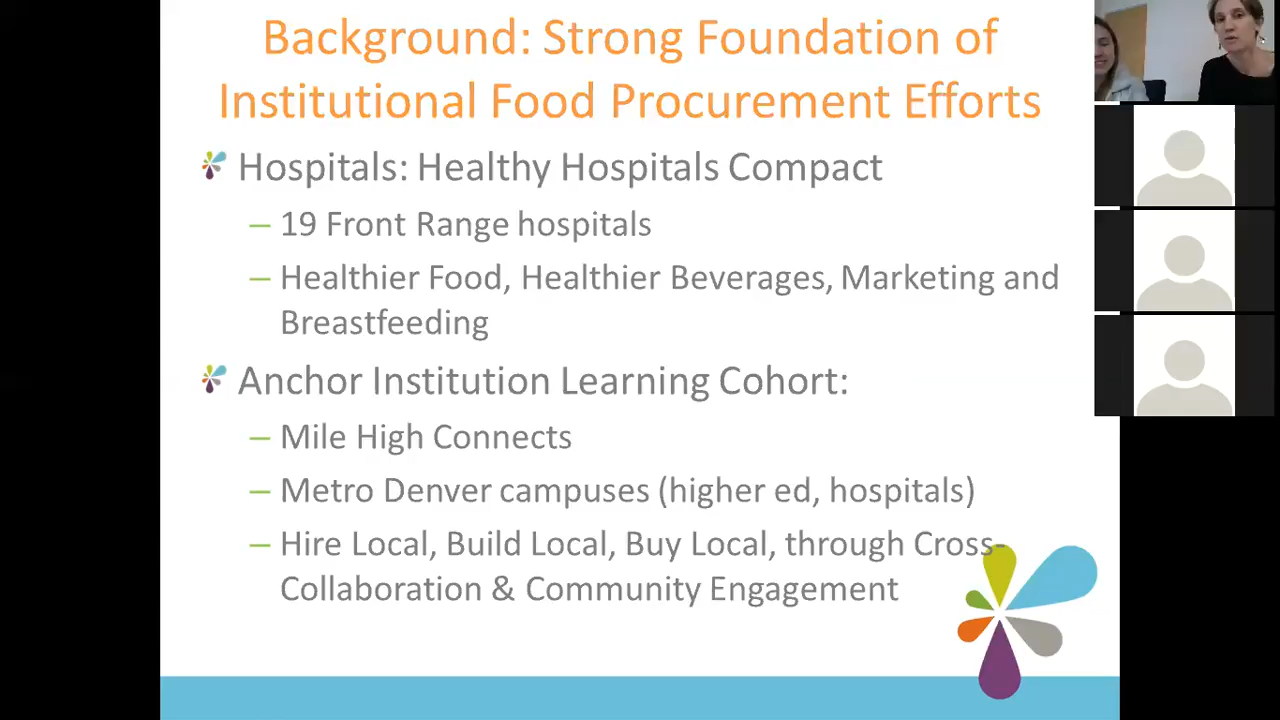 Background: Strong Foundation of
Institutional Food Procurement Efforts
Hospitals: Healthy Hospitals Compact
– 19 Front Range hospitals
– Healthier Food, Healthier Beverages, Marketing and
Breastfeeding
Anchor Institution Learning Cohort:
– Mile High Connects
– Metro Denver campuses (higher ed, hospitals)
– Hire Local, Build Local, Buy Local, through Cross-
Collaboration & Community Engagement